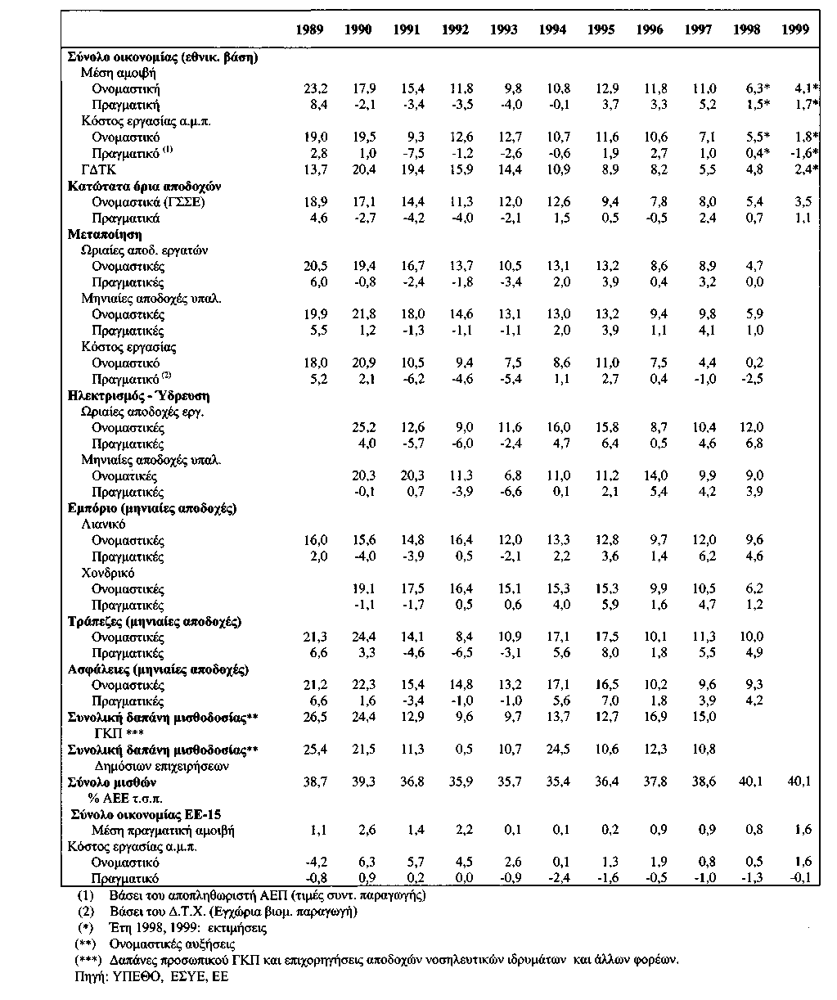 1989 1990 1991 1992 1993 1994 1995 1996 1997 1998 1999
Σύνολο οικονομίας (εθνικ. βάση)
Μέση αμοιβή
Ονομαστική 23,2 17,9 15,4 11,8 9,8 10,8 12,9 11,8 11,0 6,3* 4,1*
Πραγματική 8,4 -2,1 -3,4 -3,5 -4,0 -0,1 3,7 3,3 5,2 1,5* 1,7*
Κόστος εργασίας α.μ.π.
Ονομαστικό 19,0 19,5 9,3 12,6 12,7 10,7 11,6 10,6 7,1 5,5* 1,8*
Πραγματικό (1) 2,8 1,0 -7,5 -1,2 -2,6 -0,6 1,9 2,7 1,0 0,4* -1,6*
ΓΔΤΚ 13,7 20,4 19,4 15,9 14,4 10,9 8,9 8,2 5,5 4,8 2,4*
Κατώτατα όρια αποδοχών
Ονομαστικά (ΓΣΣΕ) 18,9 17,1 14,4 11,3 12,0 12,6 9,4 7,8 8,0 5,4 3,5
Πραγματικά 4,6 -2,7 -4,2 -4,0 -2,1 1,5 0,5 -0,5 2,4 0,7 1,1
Μεταποίηση
Ωριαίες αποδ. εργατών
Ονομαστικές 20,5 19,4 16,7 13,7 10,5 13,1 13,2 8,6 8,9 4,7
Πραγματικές 6,0 -0,8 -2,4 -1,8 -3,4 2,0 3,9 0,4 3,2 0,0
Μηνιαίες αποδοχές υπαλ.
Ονομαστικές 19,9 21,8 18,0 14,6 13,1 13,0 13,2 9,4 9,8 5,9
Πραγματικές 5,5 1,2 -1,3 -1,1 -1,1 2,0 3,9 1,1 4,1 1,0
Κόστος εργασίας
Ονομαστικό 18,0 20,9 10,5 9,4 7,5 8,6 11,0 7,5 4,4 0,2
Πραγματικό (2) 5,2 2,1 -6,2 -4,6 -5,4 1,1 2,7 0,4 -1,0 -2,5
Ηλεκτρισμός - Ύδρευση
Ωριαίες αποδοχές εργ.
Ονομαστικές 25,2 12,6 9,0 11,6 16,0 15,8 8,7 10,4 12,0
Πραγματικές 4,0 -5,7 -6,0 -2,4 4,7 6,4 0,5 4,6 6,8
Μηνιαίες αποδοχές υπαλ.
Ονοματικές 20,3 20,3 11,3 6,8 11,0 11,2 14,0 9,9 9,0
Πραγματικές -0,1 0,7 -3,9 -6,6 0,1 2,1 5,4 4,2 3,9
Εμπόριο (μηνιαίες αποδοχές)
Λιανικό
Ονομαστικές 16,0 15,6 14,8 16,4 12,0 13,3 12,8 9,7 12,0 9,6
Πραγματικές 2,0 -4,0 -3,9 0,5 -2,1 2,2 3,6 1,4 6,2 4,6
Χονδρικό
Ονομαστικές 19,1 17,5 16,4 15,1 15,3 15,3 9,9 10,5 6,2
Πραγματικές -1,1 -1,7 0,5 0,6 4,0 5,9 1,6 4,7 1,2
Τράπεζες (μηνιαίες αποδοχές)
Ονομαστικές 21,3 24,4 14,1 8,4 10,9 17,1 17,5 10,1 11,3 10,0
Πραγματικές 6,6 3,3 -4,6 -6,5 -3,1 5,6 8,0 1,8 5,5 4,9
Ασφάλειες (μηνιαίες αποδοχές)
Ονομαστικές 21,2 22,3 15,4 14,8 13,2 17,1 16,5 10,2 9,6 9,3
Πραγματικές 6,6 1,6 -3,4 -1,0 -1,0 5,6 7,0 1,8 3,9 4,2
Συνολική δαπάνη μισθοδοσίας** 26,5 24,4 12,9 9,6 9,7 13,7 12,7 16,9 15,0
ΓΚΠ ***
Συνολική δαπάνη μισθοδοσίας** 25,4 21,5 11,3 0,5 10,7 24,5 10,6 12,3 10,8
Δημόσιων επιχειρήσεων
Σύνολο μισθών 38,7 39,3 36,8 35,9 35,7 35,4 36,4 37,8 38,6 40,1 40,1
% ΑΕΕ τ.σ.π.
Σύνολο οικονομίας ΕΕ-15
Μέση πραγματική αμοιβή 1,1 2,6 1,4 2,2 0,1 0,1 0,2 0,9 0,9 0,8 1,6
Κόστος εργασίας α.μ.π.
Ονομαστικό -4,2 6,3 5,7 4,5 2,6 0,1 1,3 1,9 0,8 0,5 1,6
Πραγματικό -0,8 0,9 0,2 0,0 -0,9 -2,4 -1,6 -0,5 -1,0 -1,3 -0,1
(1) Βάσει του αποπληθωριστή ΑΕΠ (τιμές συντ. παραγωγής)
(2) Βάσει του Δ.Τ.Χ. (Εγχώρια βιομ. παραγωγή)
(*) Έτη 1998, 1999: εκτιμήσεις
(**) Ονομαστικές αυξήσεις
(***) Δαπάνες προσωπικού ΓΚΠ και επιχορηγήσεις αποδοχών νοσηλευτικών ιδρυμάτων και άλλων φορέων.
Πηγή: ΥΠΕΘΟ, ΕΣΥΕ, ΕΕ